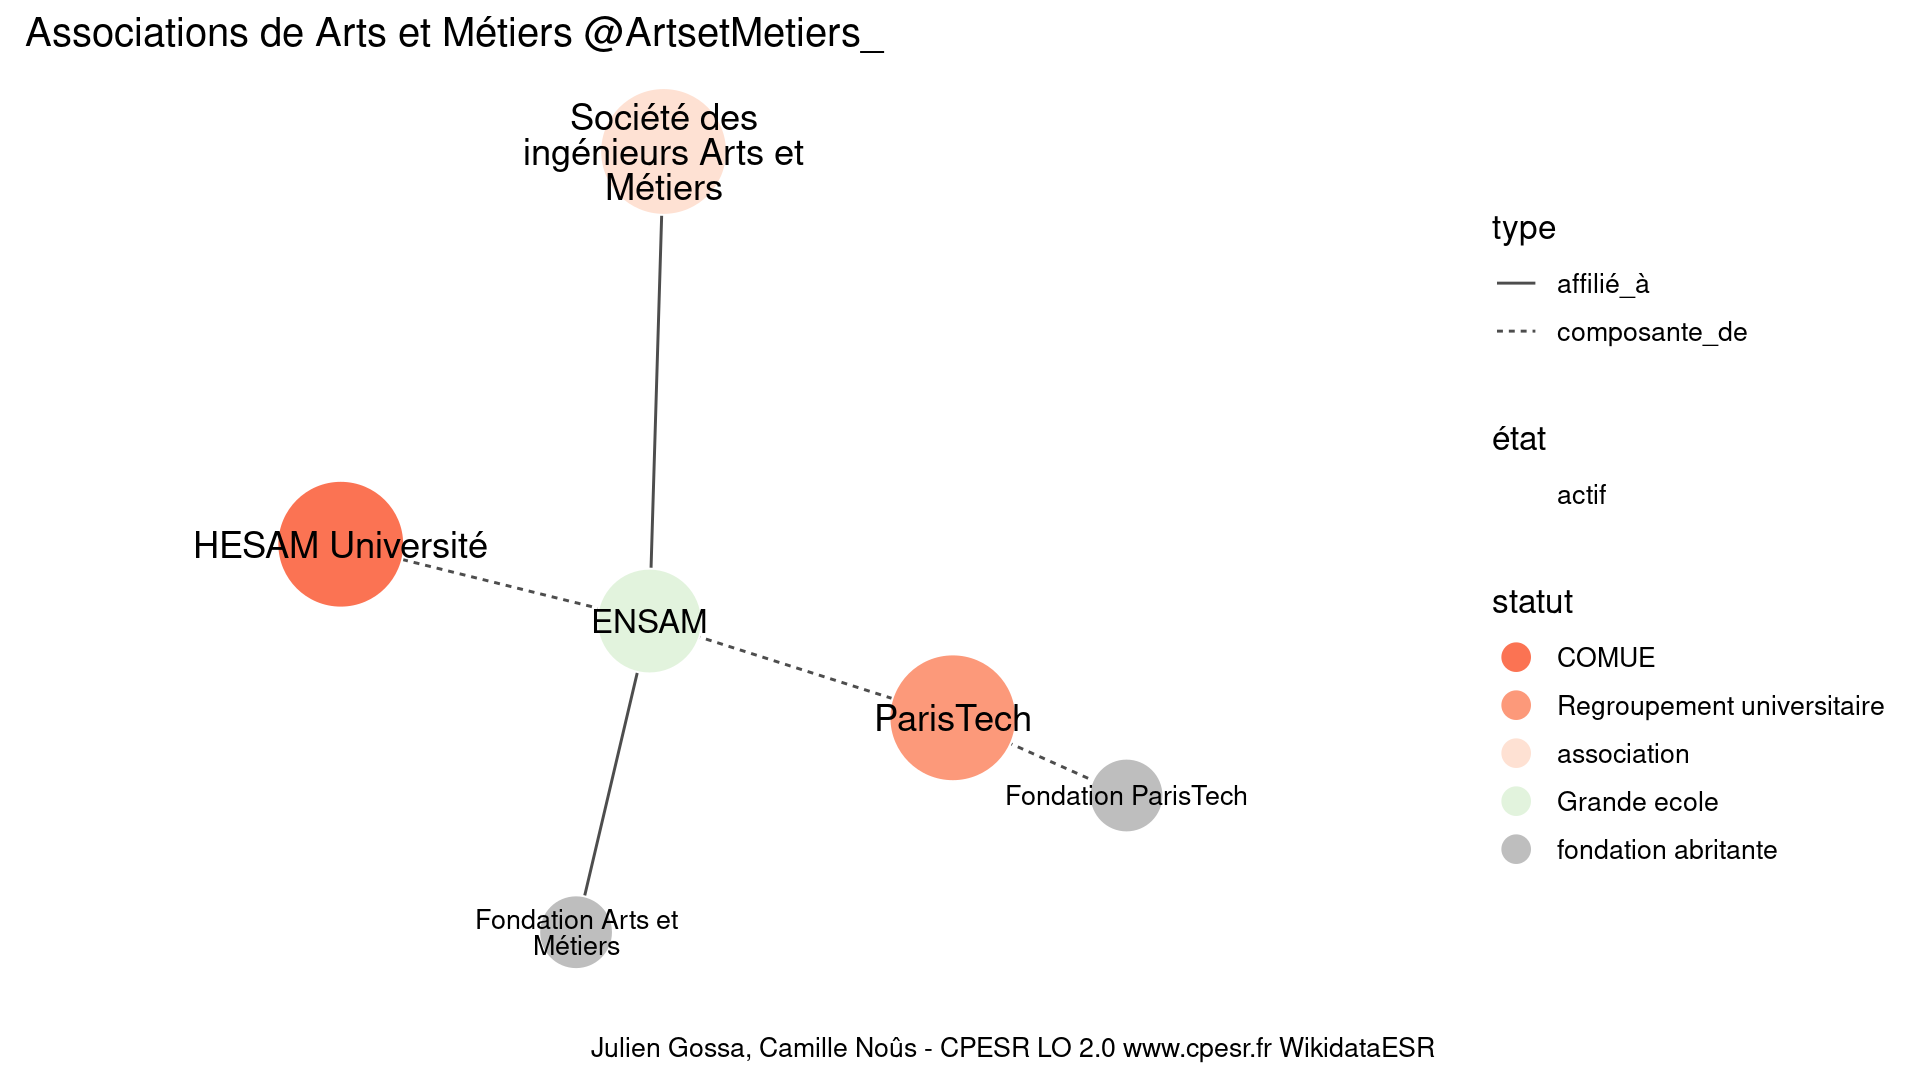 Associations de Arts et Métiers @ArtsetMetiers_
Société des
ingénieurs Arts et
Métiers
HESAM Université
ENSAM
ParisTech
Fondation ParisTech
Fondation Arts et
Métiers
type
affilié_à
composante_de
état
actif
statut
COMUE
Regroupement universitaire
association
Grande ecole
fondation abritante
Julien Gossa, Camille Noûs - CPESR LO 2.0 www.cpesr.fr WikidataESR